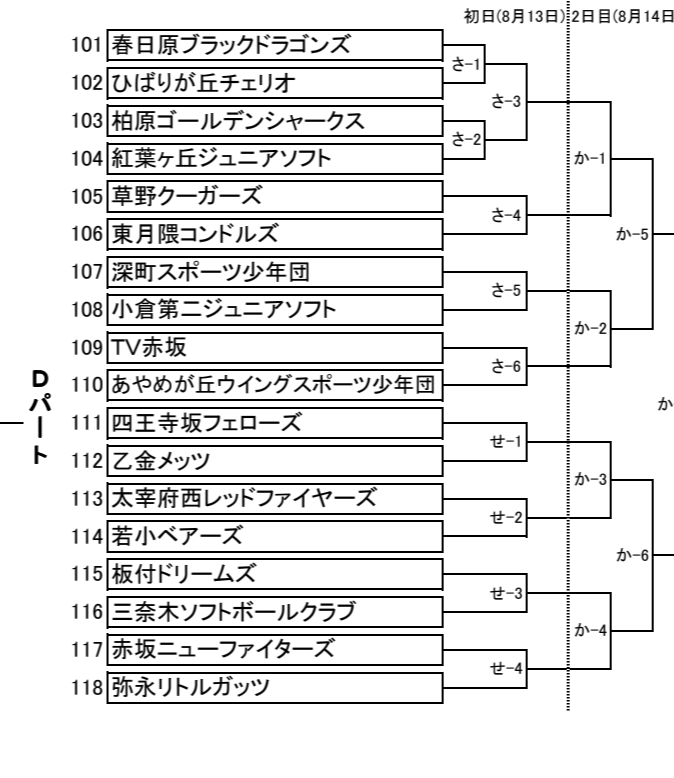 初日(8月13日) 2日目(8月14日
101 春日原ブラックドラゴンズ
さ-1
102 ひばりが丘チェリオ
さ-3
103 柏原ゴールデンシャークス
さ-2
104 紅葉ヶ丘ジュニアソフト
か-1
105 草野クーガーズ
さ-4
106 東月隈コンドルズ
か-5
107 深町スポーツ少年団
さ-5
108 小倉第二ジュニアソフト
か-2
109 TV赤坂
さ-6
110 あやめが丘ウイングスポーツ少年団
Dパート
か
111 四王寺坂フェローズ
せ-1
112 乙金メッツ
か-3
113 太宰府西レッドファイヤーズ
せ-2
114 若小ベアーズ
か-6
115 板付ドリームズ
せ-3
116 三奈木ソフトボールクラブ
か-4
117 赤坂ニューファイターズ
せ-4
118 弥永リトルガッツ